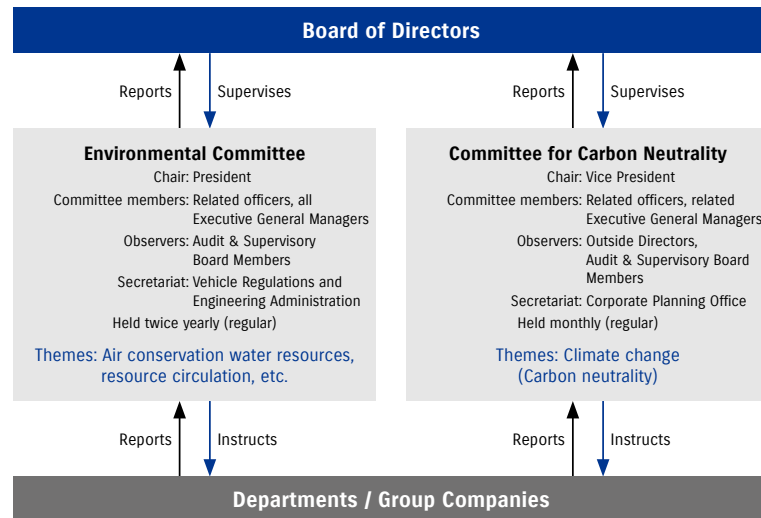 Board of Directors
Reports
Supervises
Reports
Supervises
Environmental Committee
Chair: President
Committee members: Related officers, all
Executive General Managers
Observers: Audit & Supervisory
Board Members
Secretariat: Vehicle Regulations and
Engineering Administration
Held twice yearly (regular)
Themes: Air conservation water resources,
resource circulation, etc.
Committee for Carbon Neutrality
Chair: Vice President
Committee members: Related officers, related
Executive General Managers
Observers: Outside Directors,
Audit & Supervisory Board
Members
Secretariat: Corporate Planning Office
Held monthly (regular)
Themes: Climate change
(Carbon neutrality)
Reports
Instructs
Reports
Instructs
Departments / Group Companies